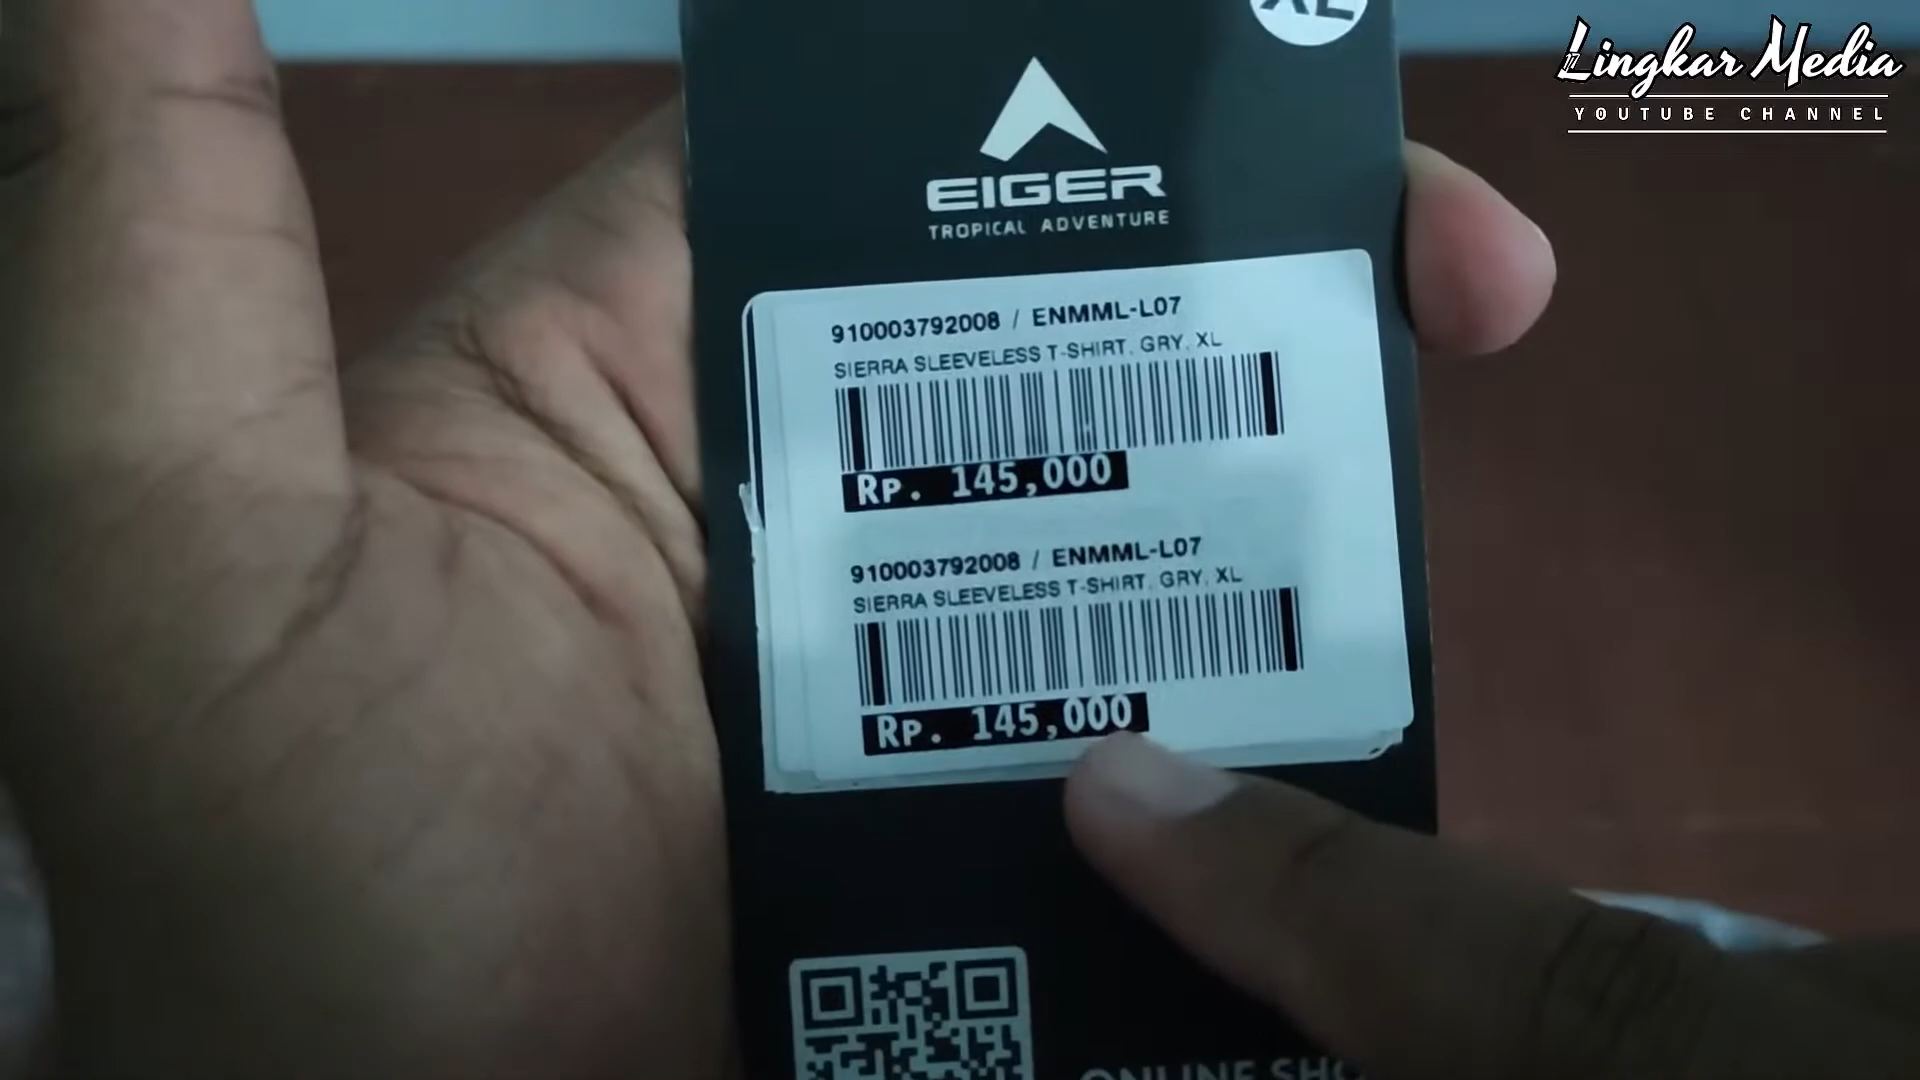 XL
Lingkar Media
YOUTUBE CHANNEL
EIGER
TROPICAL ADVENTURE
910003792008 / ENMML-L07
SIERRA SLEEVELESS T-SHIRT, GRY, XL
Rp. 145,000
910003792008 / ENMML-L07
SIERRA SLEEVELESS T-SHIRT, GRY, XL
Rp. 145,000
ONLINE